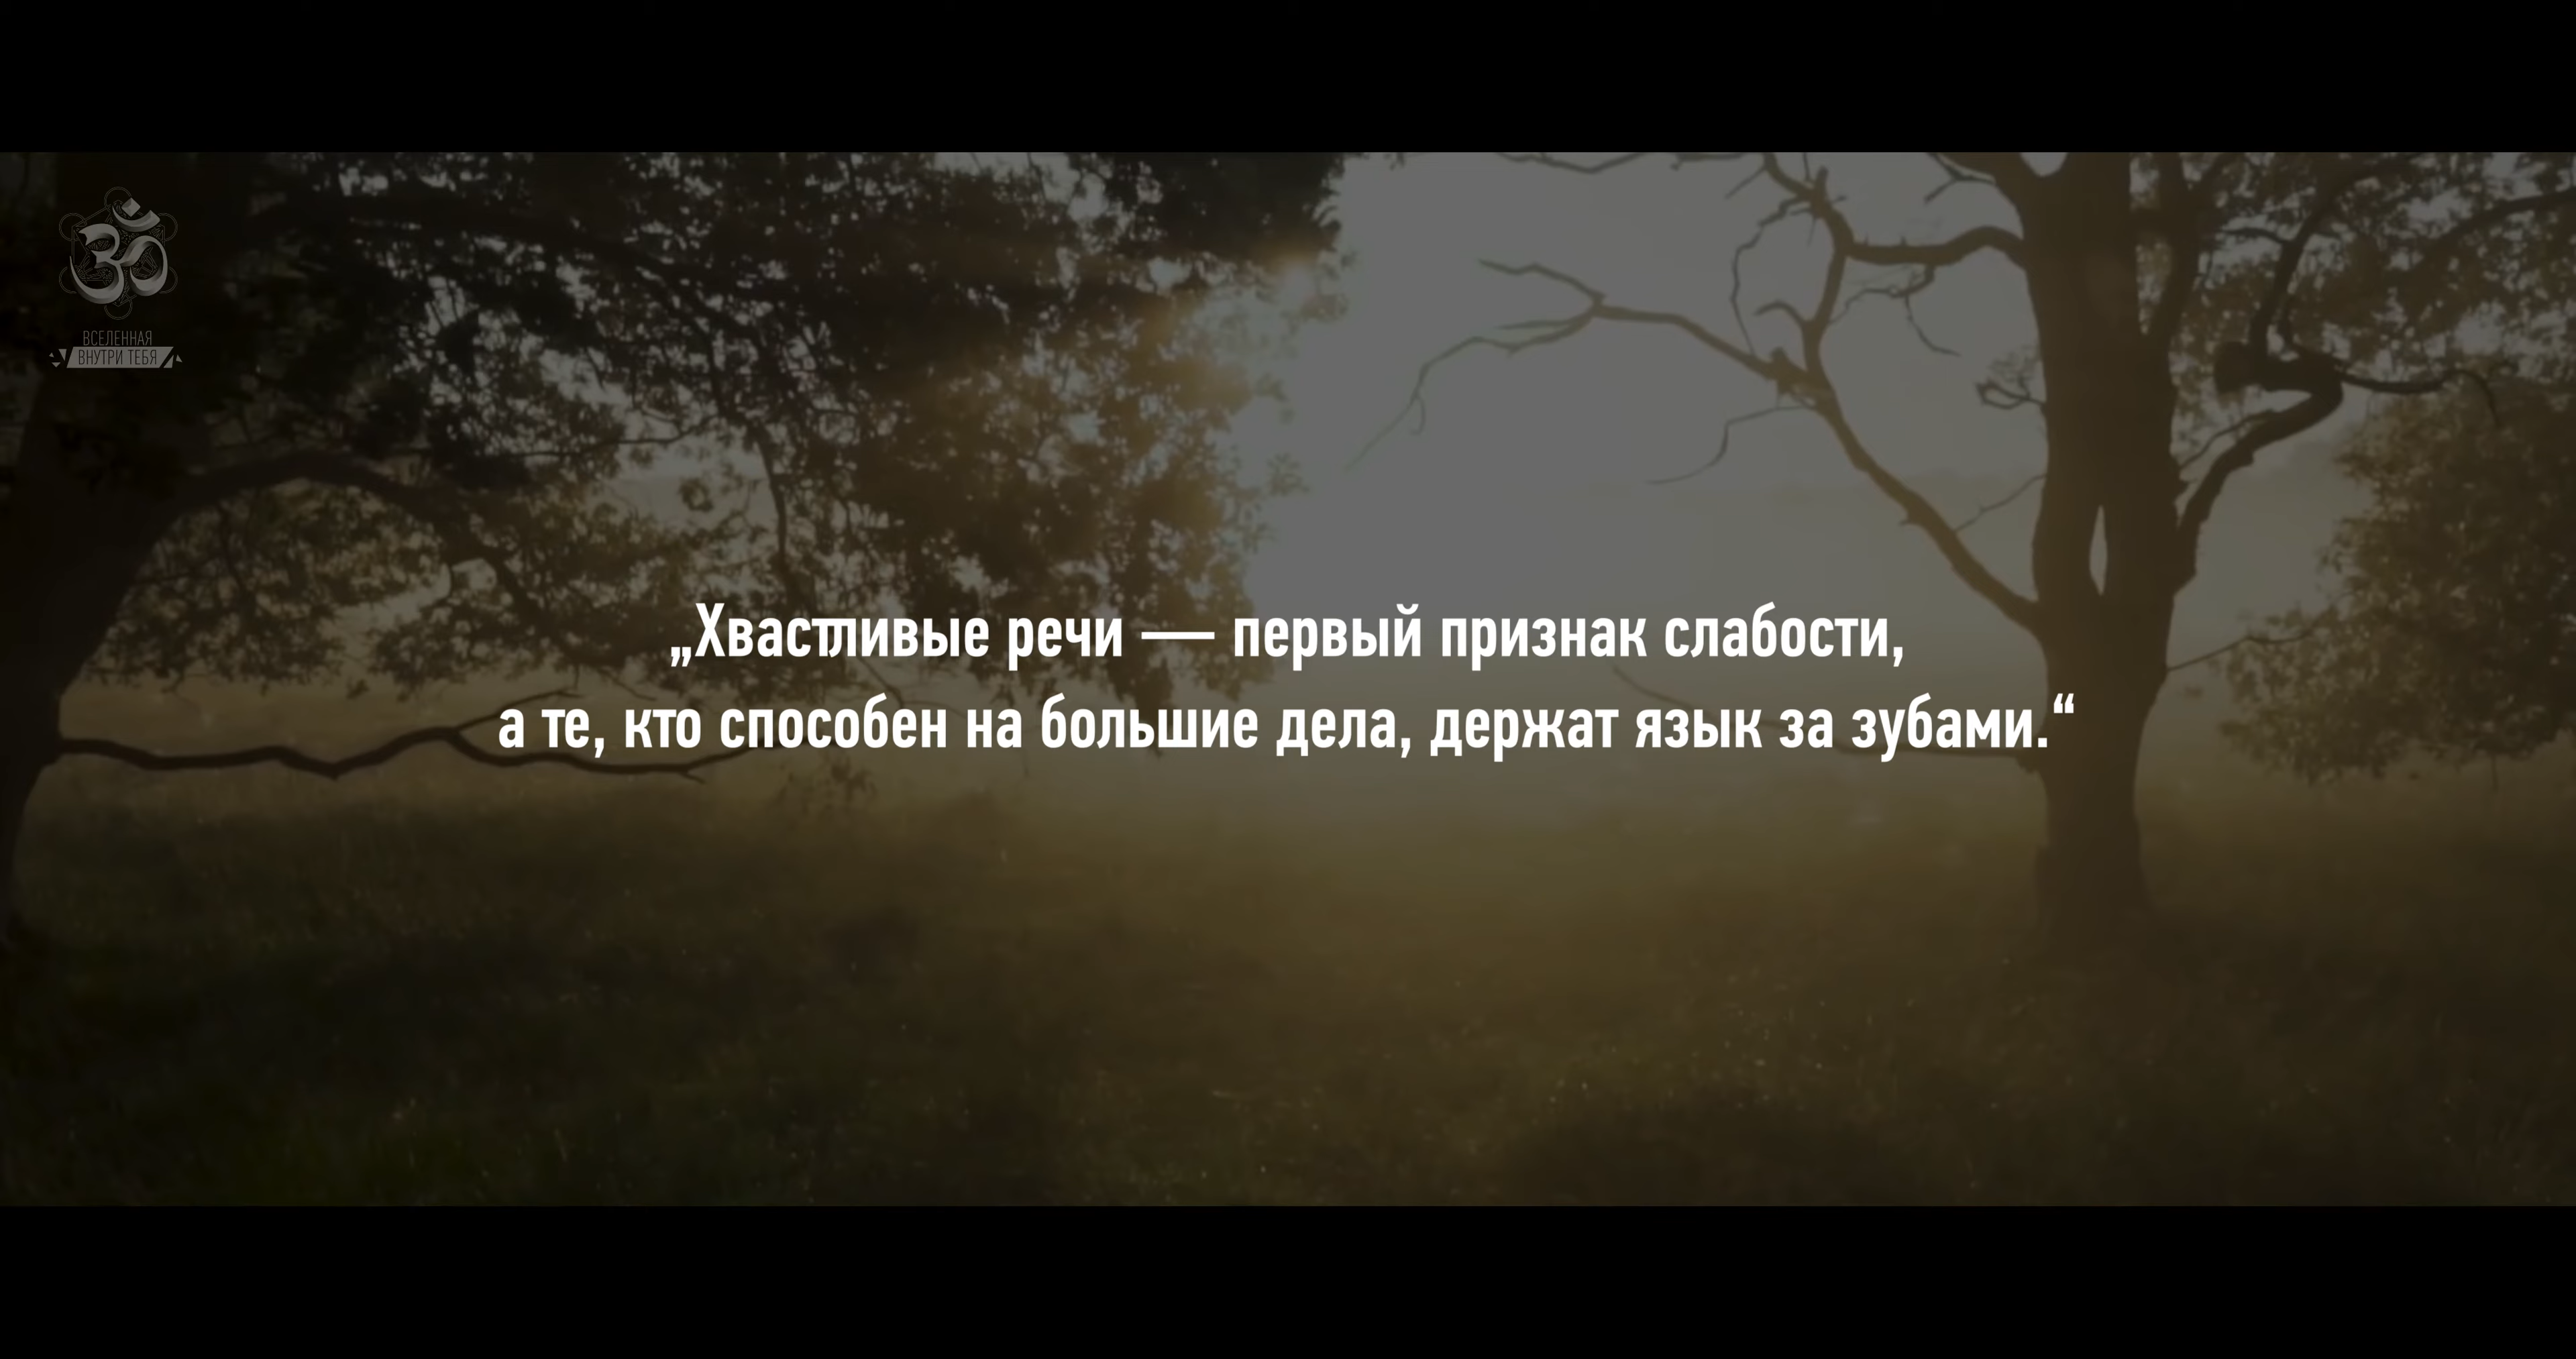 ВСЕЛЕННАЯ
ВНУТРИ ТЕБЯ
„Хвастливые речи — первый признак слабости,
а те, кто способен на большие дела, держат язык за зубами.“